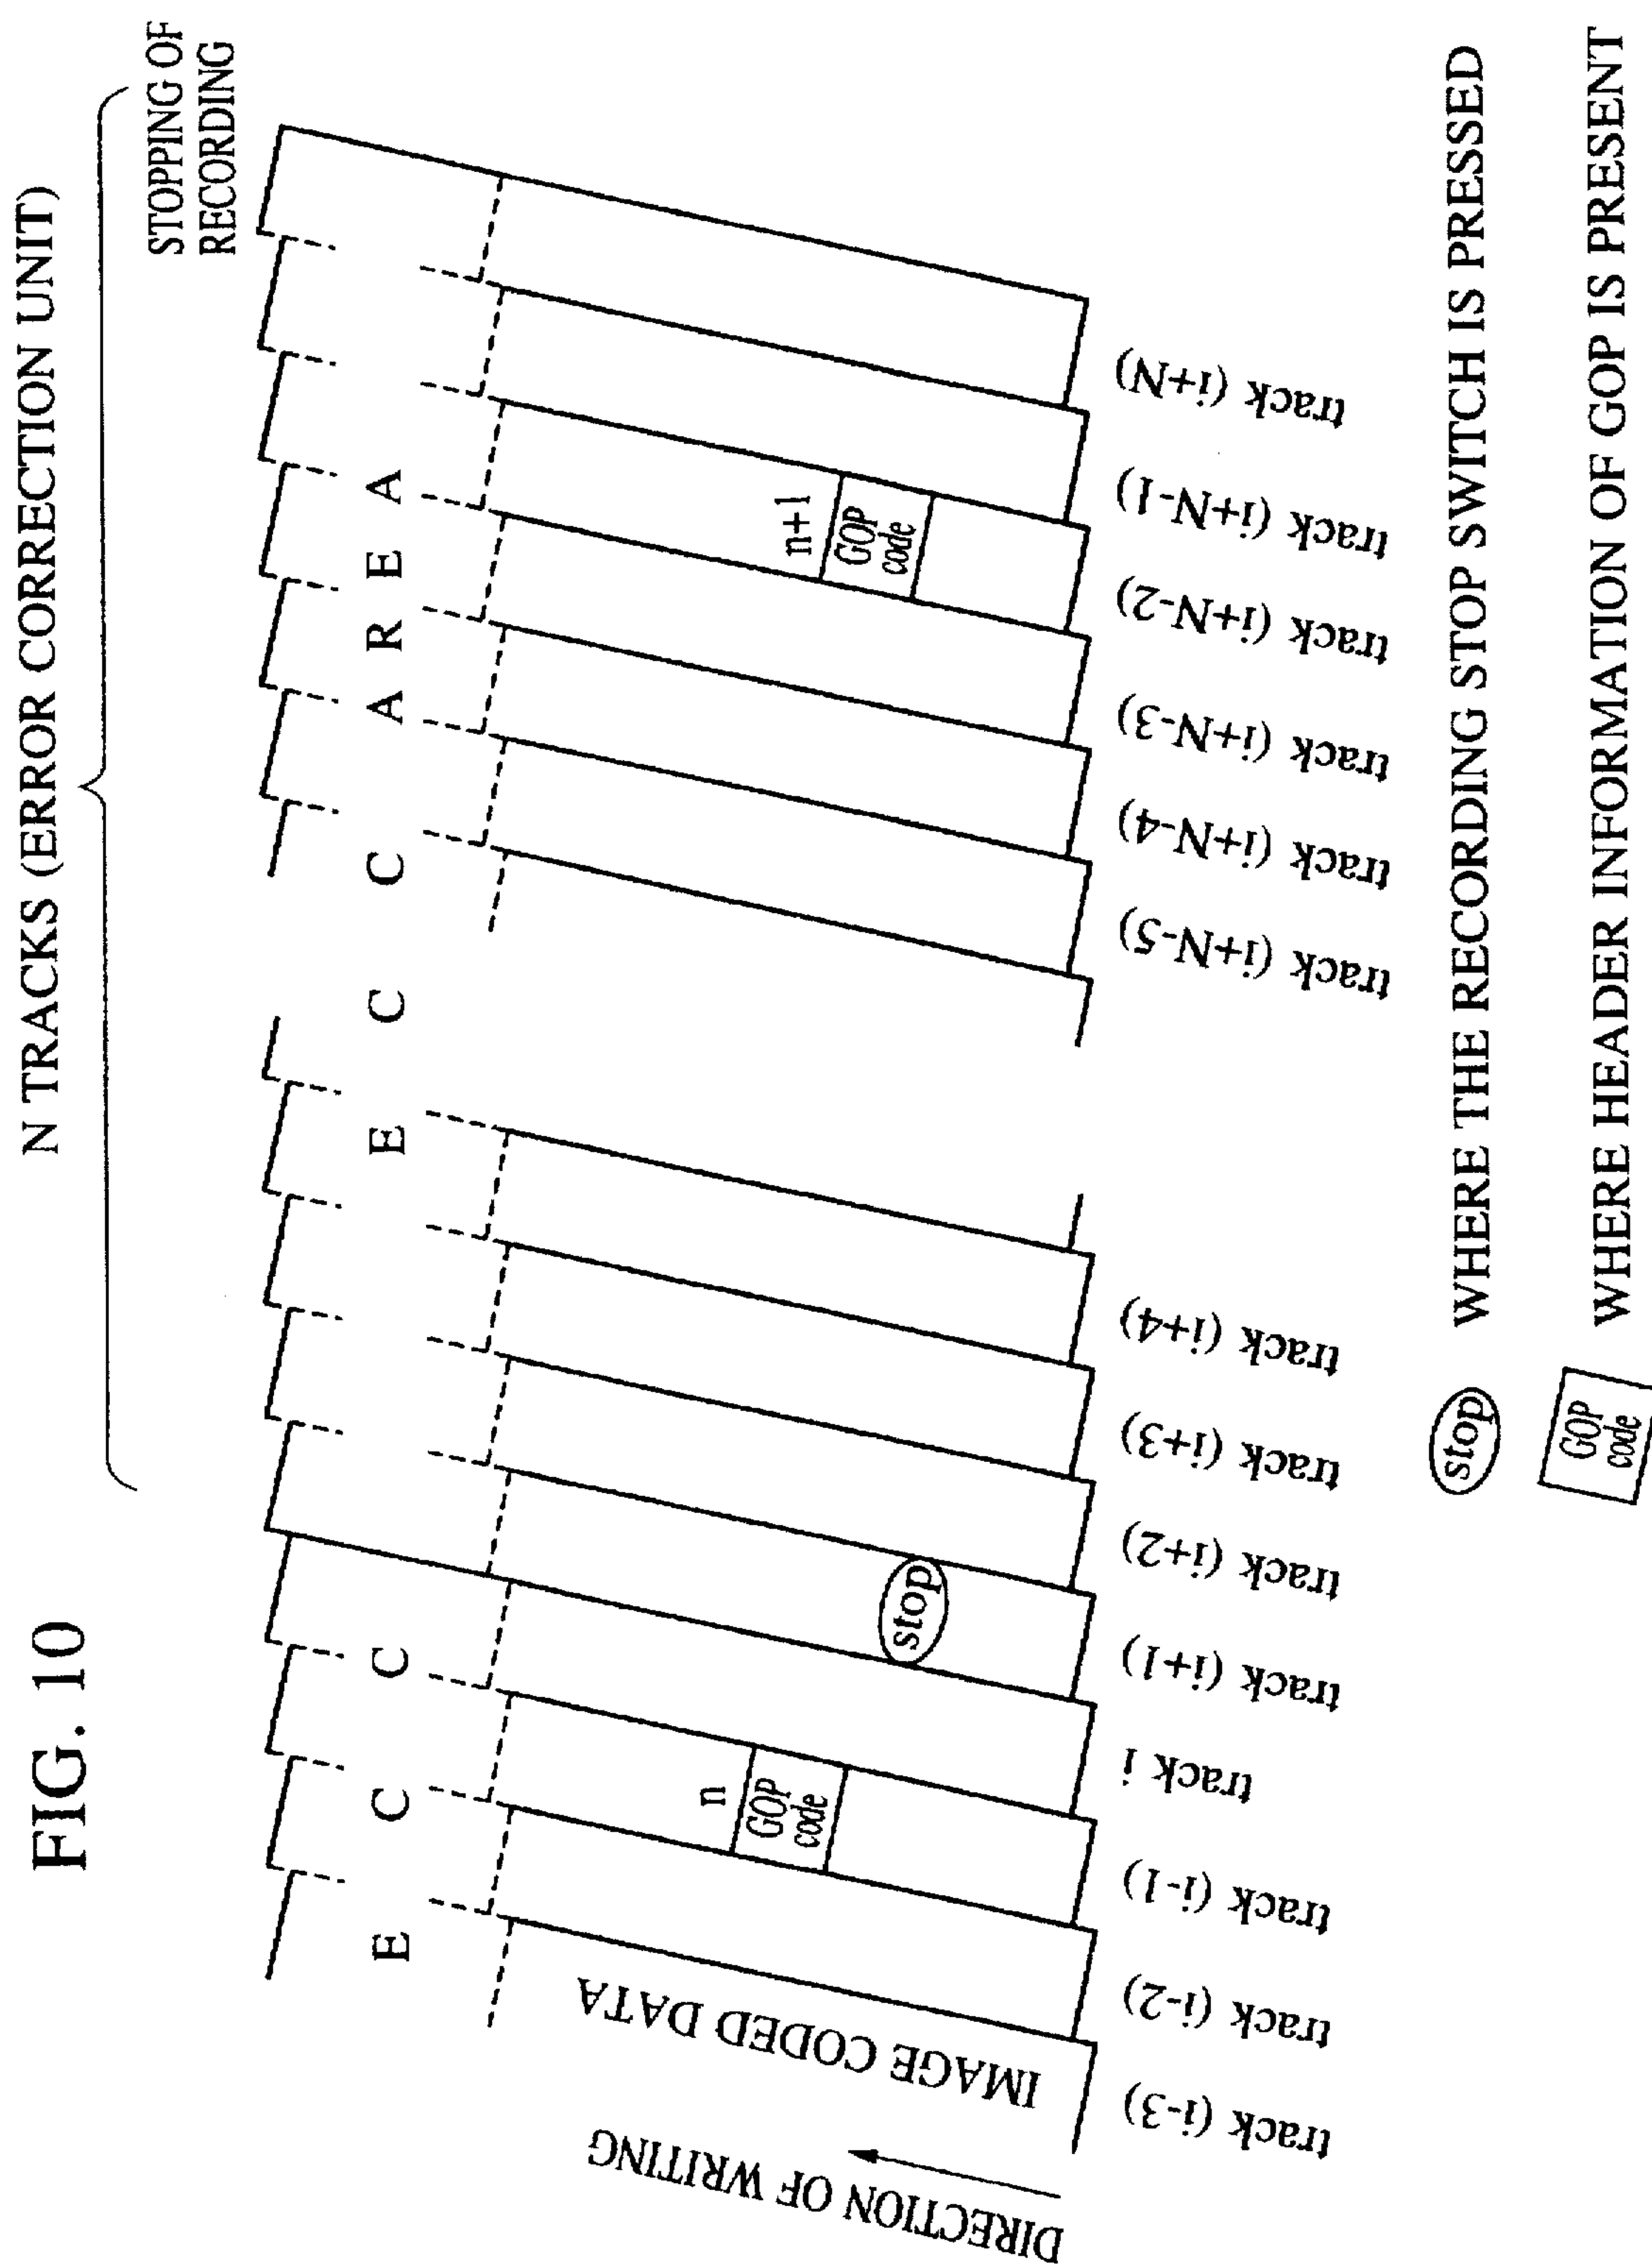 FIG. 10
N TRACKS (ERROR CORRECTION UNIT)
STOPPING OF
RECORDING
E C C
E C C A R E A
DIRECTION OF WRITING
IMAGE CODED DATA
n
GOP
code
stop
n+1
GOP
code
track (i-3)
track (i-2)
track (i-1)
track i
track (i+1)
track (i+2)
track (i+3)
track (i+4)
track (i+N-5)
track (i+N-4)
track (i+N-3)
track (i+N-2)
track (i+N-1)
track (i+N)
stop WHERE THE RECORDING STOP SWITCH IS PRESSED
GOP
code
WHERE HEADER INFORMATION OF GOP IS PRESENT